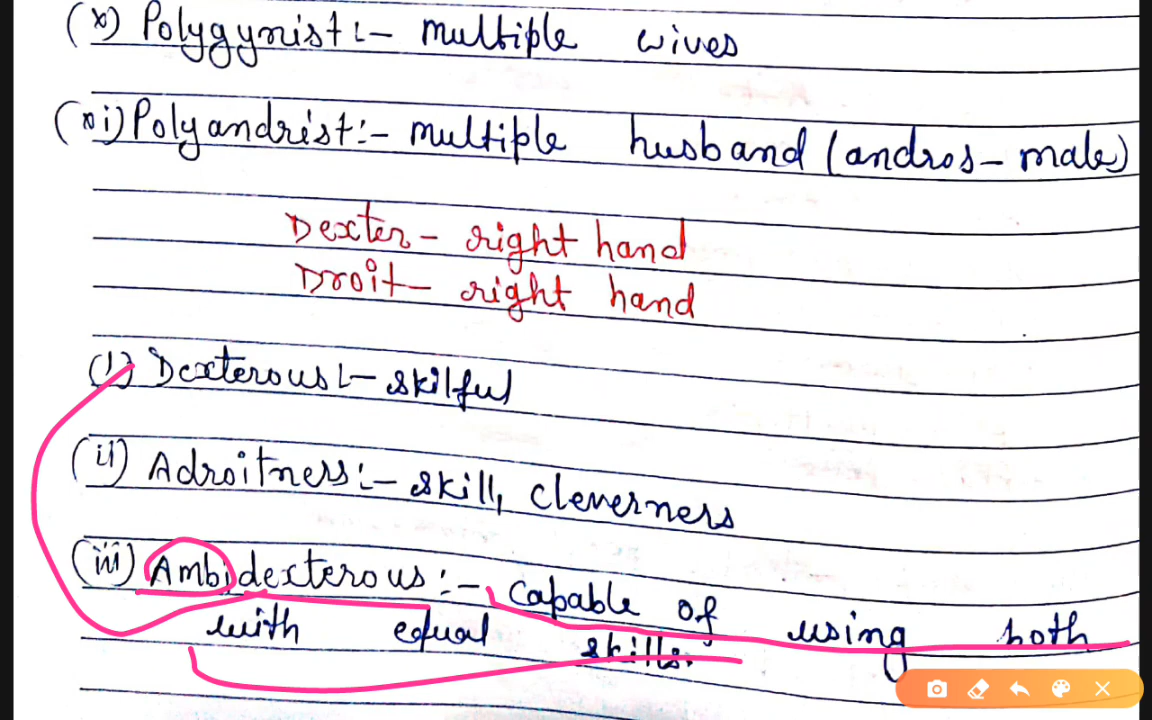 (x) Polygynist :- multiple wives
(xi) Polyandrist :- multiple husband (andros - male)
Dexter - right hand
Droit - right hand
(i) Dexterous :- skilful
(ii) Adroitness :- skill, cleverness
(iii) Ambidexterous :- capable of using both
with equal skills.